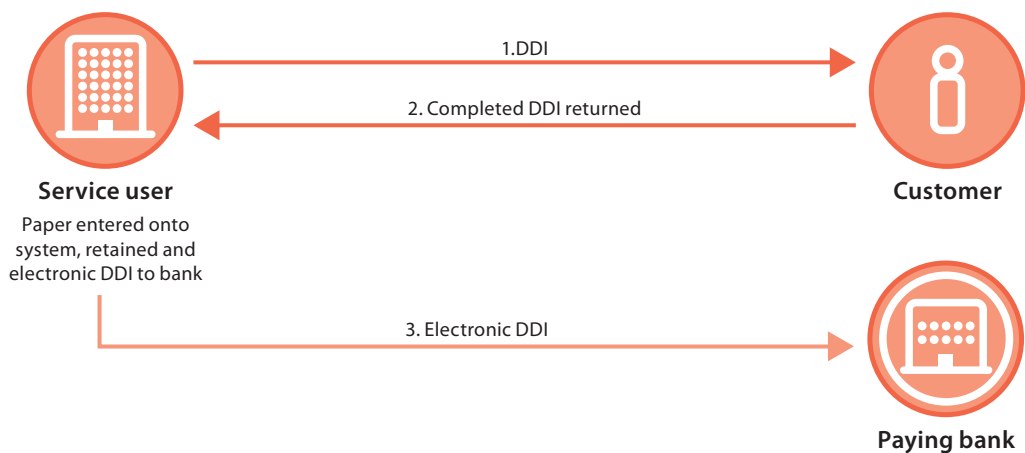 1.DDI
2. Completed DDI returned
Service user
Paper entered onto
system, retained and
electronic DDI to bank
Customer
3. Electronic DDI
Paying bank